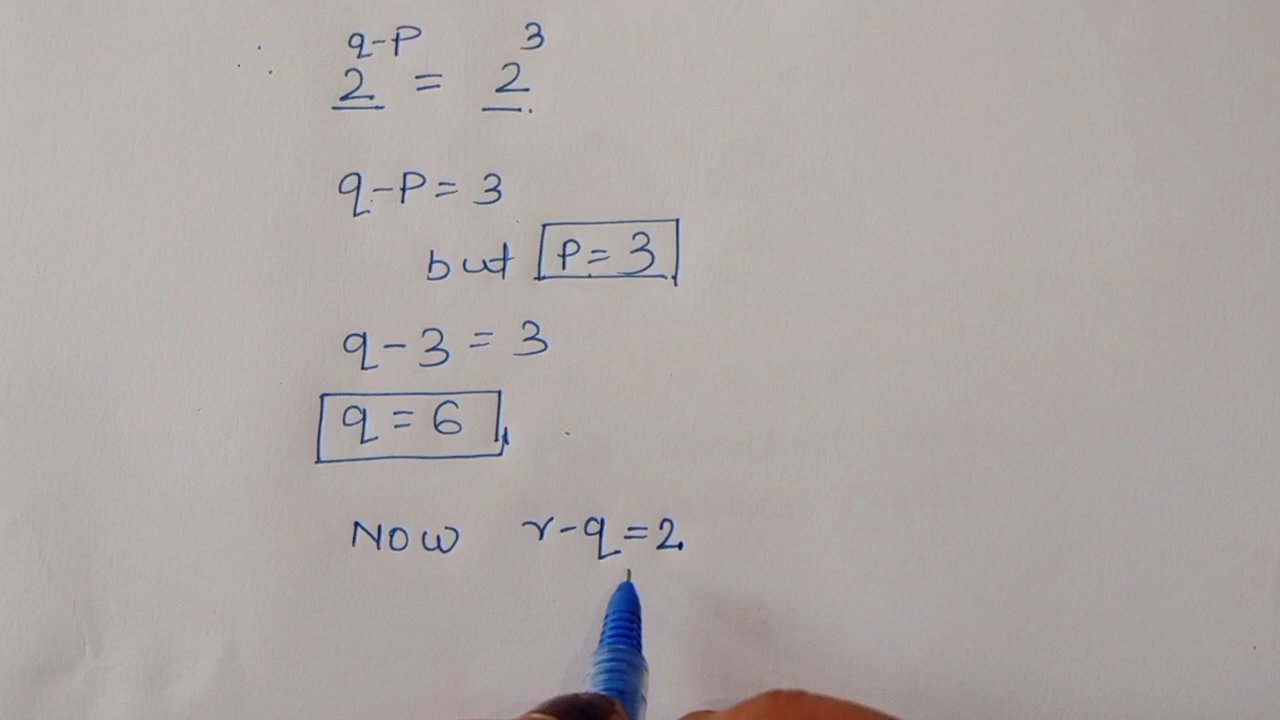 2^{q-p} = 2^3
q-p=3
but p=3
q-3=3
q=6
Now r-q=2